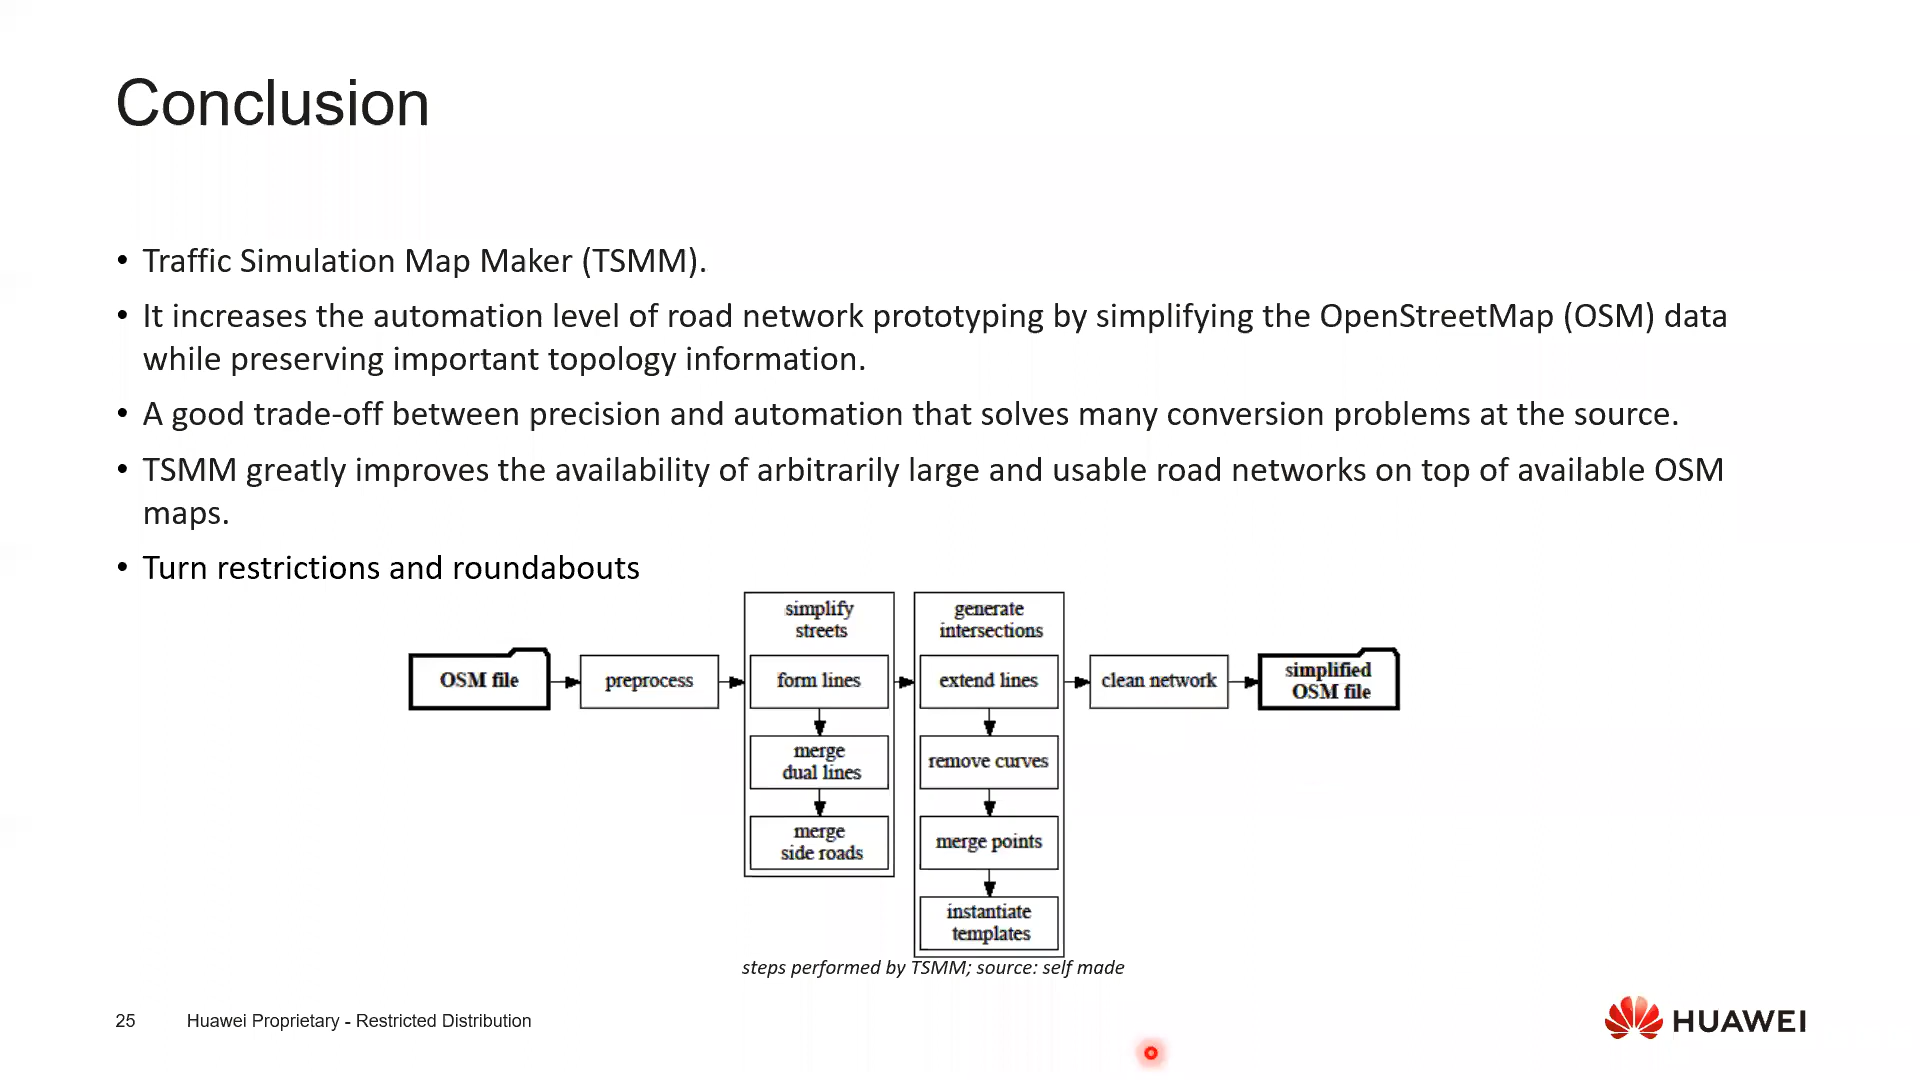 Conclusion
• Traffic Simulation Map Maker (TSMM).
• It increases the automation level of road network prototyping by simplifying the OpenStreetMap (OSM) data
while preserving important topology information.
• A good trade-off between precision and automation that solves many conversion problems at the source.
• TSMM greatly improves the availability of arbitrarily large and usable road networks on top of available OSM
maps.
• Turn restrictions and roundabouts
OSM file
preprocess
simplify
streets
form lines
merge
dual lines
merge
side roads
generate
intersections
extend lines
remove curves
merge points
instantiate
templates
clean network
simplified
OSM file
steps performed by TSMM; source: self made
25
Huawei Proprietary - Restricted Distribution
HUAWEI